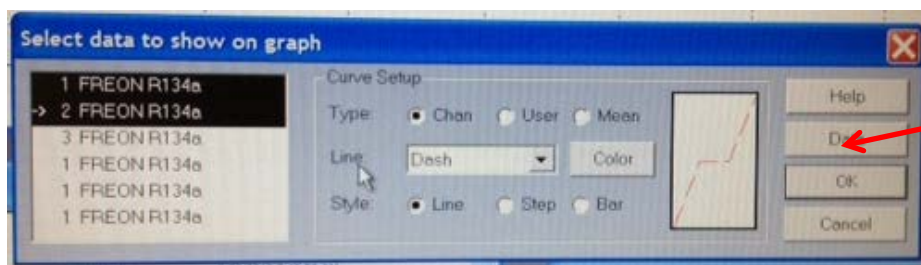 Select data to show on graph
1 FREON R134a
-> 2 FREON R134a
3 FREON R134a
1 FREON R134a
1 FREON R134a
1 FREON R134a
Curve Setup
Type: Chan User Mean
Line: Dash Color
Style: Line Step Bar
Help
OK
Cancel